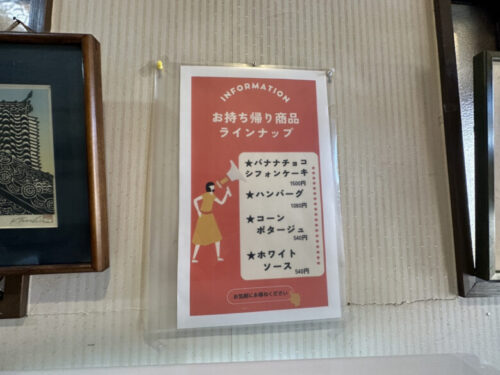 INFORMATION
お持ち帰り商品
ラインナップ
★バナナチョコ
シフォンケーキ
1500円
★ハンバーグ
1080円
★コーン
ポタージュ
540円
★ホワイト
ソース
540円
お気軽にお尋ねください